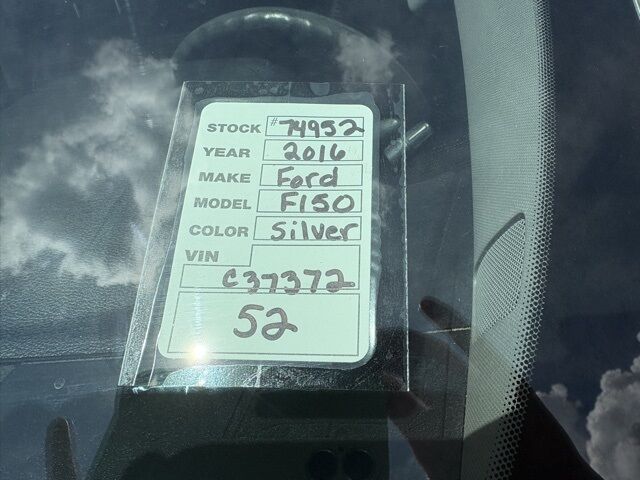 STOCK #74952
YEAR 2016
MAKE Ford
MODEL F150
COLOR Silver
VIN
C37372
52